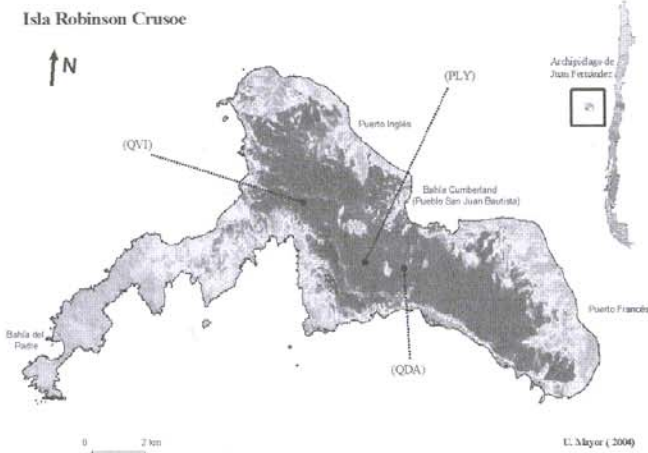 Isla Robinson Crusoe
N
Archipiélago de
Juan Fernández
(PLY)
Puerto Inglés
(QVI)
Bahía Cumberland
(Pueblo San Juan Bautista)
Puerto Francés
Bahía del
Padre
(QDA)
0 2 km
U. Mayor ( 2004)